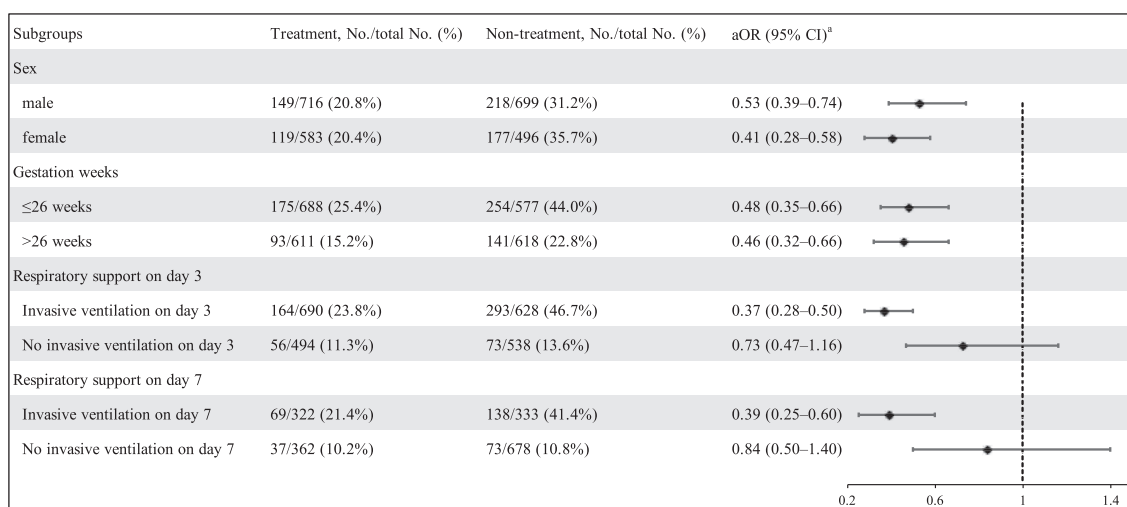 Subgroups Treatment, No./total No. (%) Non-treatment, No./total No. (%) aOR (95% CI)a
Sex
male 149/716 (20.8%) 218/699 (31.2%) 0.53 (0.39–0.74)
female 119/583 (20.4%) 177/496 (35.7%) 0.41 (0.28–0.58)
Gestation weeks
≤26 weeks 175/688 (25.4%) 254/577 (44.0%) 0.48 (0.35–0.66)
>26 weeks 93/611 (15.2%) 141/618 (22.8%) 0.46 (0.32–0.66)
Respiratory support on day 3
Invasive ventilation on day 3 164/690 (23.8%) 293/628 (46.7%) 0.37 (0.28–0.50)
No invasive ventilation on day 3 56/494 (11.3%) 73/538 (13.6%) 0.73 (0.47–1.16)
Respiratory support on day 7
Invasive ventilation on day 7 69/322 (21.4%) 138/333 (41.4%) 0.39 (0.25–0.60)
No invasive ventilation on day 7 37/362 (10.2%) 73/678 (10.8%) 0.84 (0.50–1.40)
0.2 0.6 1 1.4